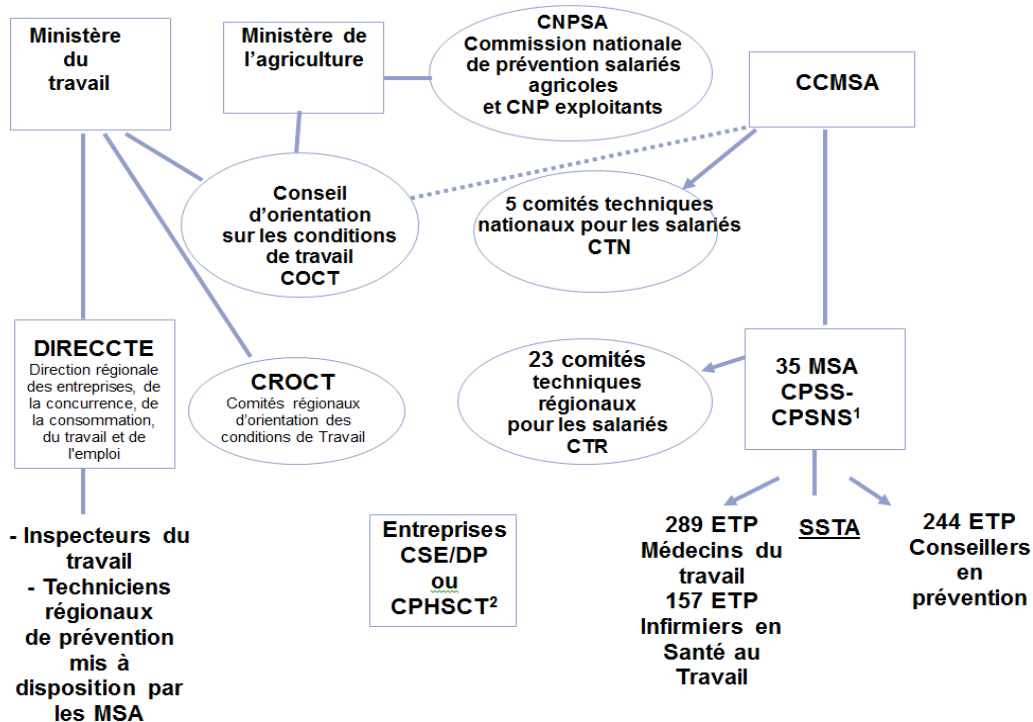 Ministère
du
travail
Ministère de
l'agriculture
CNPSA
Commission nationale
de prévention salariés
agricoles
et CNP exploitants
CCMSA
Conseil
d'orientation
sur les conditions
de travail
COCT
5 comités techniques
nationaux pour les salariés
CTN
DIRECCTE
Direction régionale
des entreprises, de
la concurrence, de
la consommation,
du travail et de
l'emploi
CROCT
Comités régionaux
d'orientation des
conditions de Travail
23 comités
techniques
régionaux
pour les salariés
CTR
35 MSA
CPSS-
CPSNS¹
- Inspecteurs du
travail
- Techniciens
régionaux
de prévention
mis à
disposition par
les MSA
Entreprises
CSE/DP
ou
CPHSCT²
289 ETP
Médecins du
travail
157 ETP
Infirmiers en
Santé au
Travail
SSTA
244 ETP
Conseillers
en
prévention